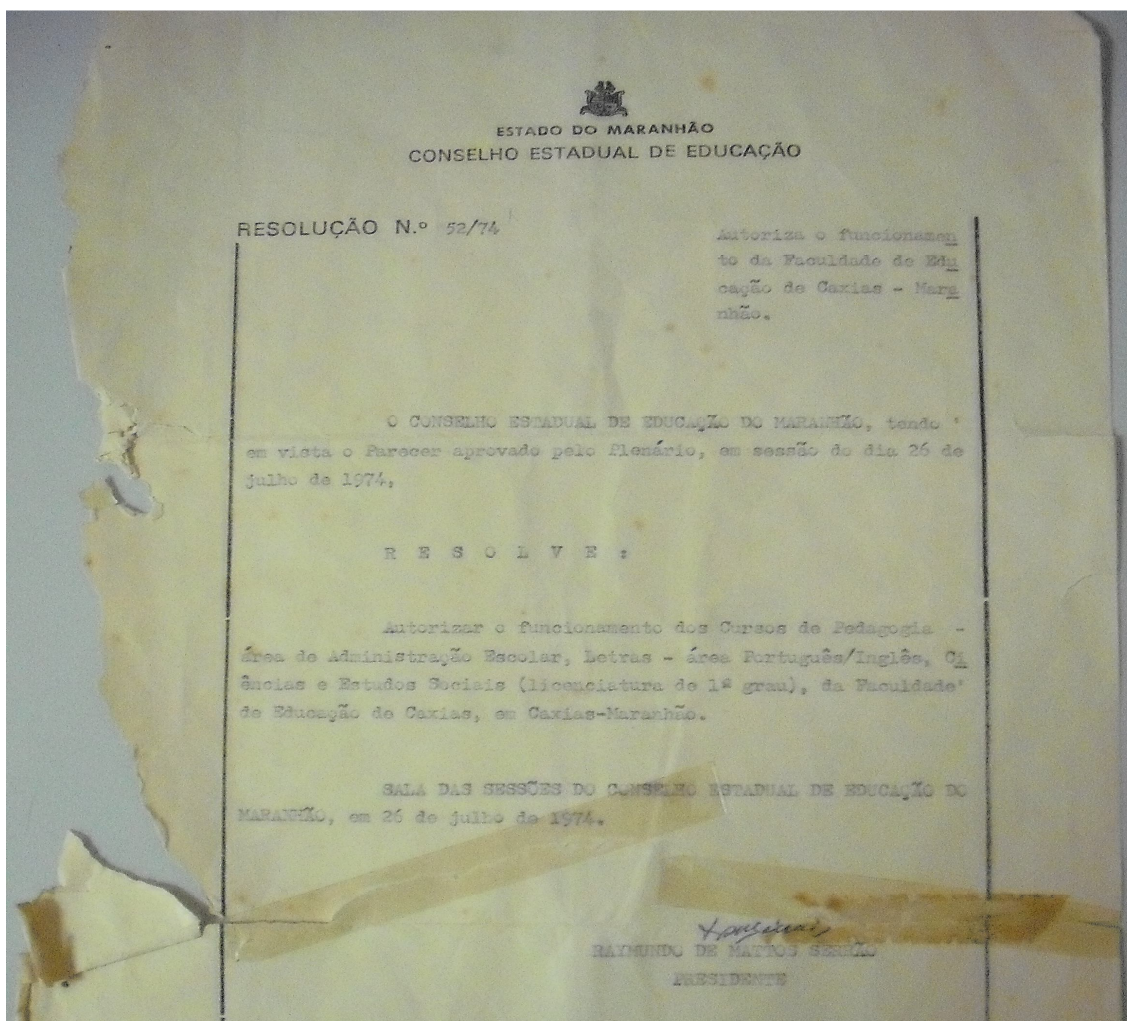 ESTADO DO MARANHÃO
CONSELHO ESTADUAL DE EDUCAÇÃO
RESOLUÇÃO N.º 52/74
Autoriza o funcionamen
to da Faculdade de Edu
cação de Caxias - Mara
nhão.
O CONSELHO ESTADUAL DE EDUCAÇÃO DO MARANHÃO, tendo '
em vista o Parecer aprovado pelo Plenário, em sessão do dia 26 de
julho de 1974,
R E S O L V E :
Autorizar o funcionamento dos Cursos de Pedagogia -
área de Administração Escolar, Letras - área Português/Inglês, Ci
ências e Estudos Sociais (licenciatura de 1º grau), da Faculdade'
de Educação de Caxias, em Caxias-Maranhão.
SALA DAS SESSÕES DO CONSELHO ESTADUAL DE EDUCAÇÃO DO
MARANHÃO, em 26 de julho de 1974.
RAYMUNDO DE MATTOS SERRÃO
PRESIDENTE